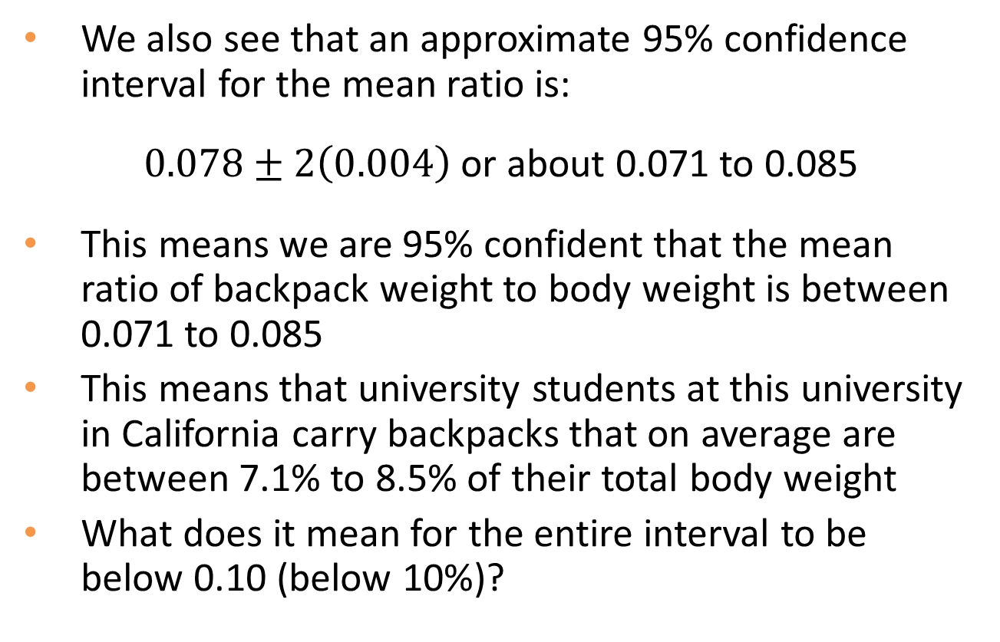 • We also see that an approximate 95% confidence
interval for the mean ratio is:
0.078 ± 2(0.004) or about 0.071 to 0.085
• This means we are 95% confident that the mean
ratio of backpack weight to body weight is between
0.071 to 0.085
• This means that university students at this university
in California carry backpacks that on average are
between 7.1% to 8.5% of their total body weight
• What does it mean for the entire interval to be
below 0.10 (below 10%)?